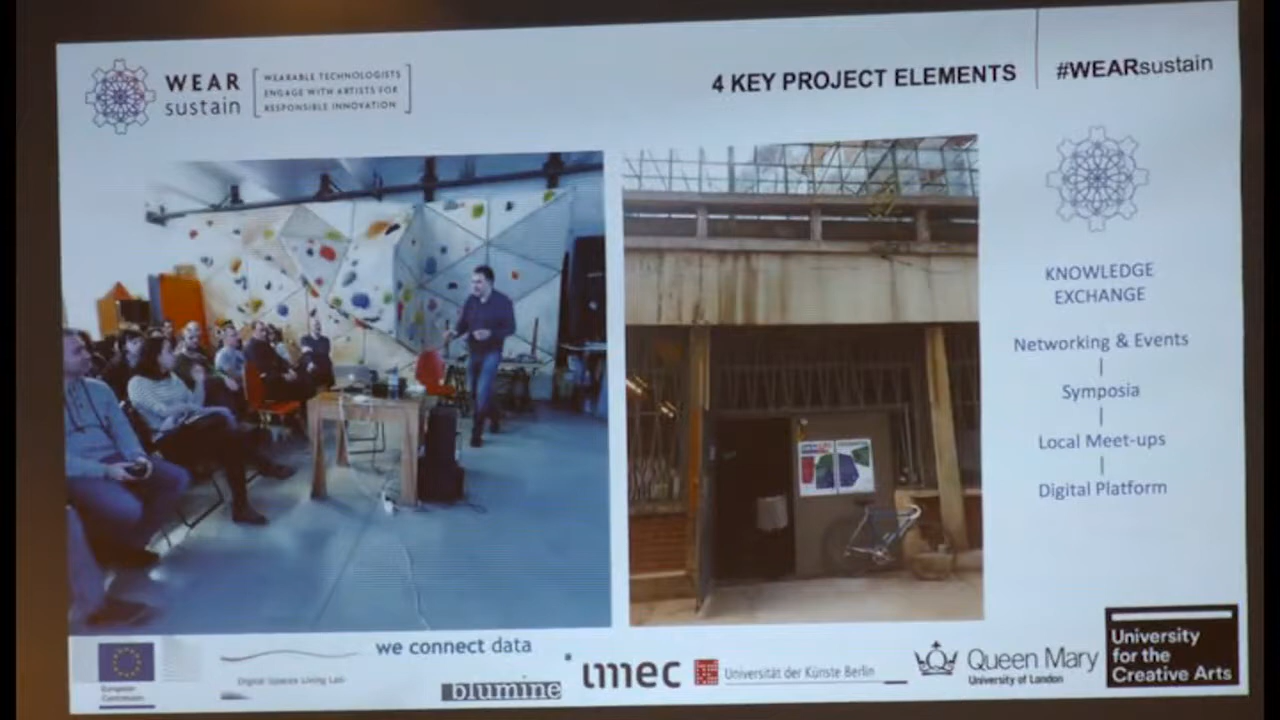 WEAR
sustain
WEARABLE TECHNOLOGISTS
ENGAGE WITH ARTISTS FOR
RESPONSIBLE INNOVATION
4 KEY PROJECT ELEMENTS
#WEARsustain
KNOWLEDGE
EXCHANGE
Networking & Events
Symposia
Local Meet-ups
Digital Platform
European
Commission
Digital Spaces Living Lab
we connect data
blumine
imec
Universität der Künste Berlin
Queen Mary
University of London
University
for the
Creative Arts